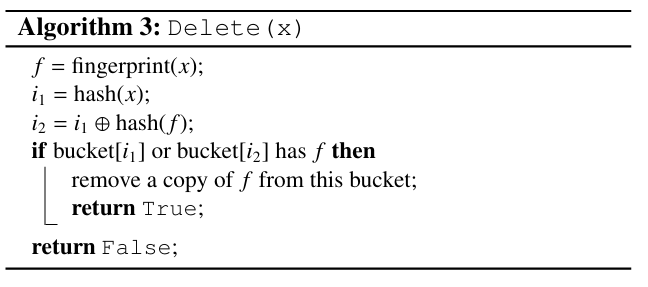 Algorithm 3: Delete(x)
f = fingerprint(x);
i₁ = hash(x);
i₂ = i₁ ⊕ hash(f);
if bucket[i₁] or bucket[i₂] has f then
remove a copy of f from this bucket;
return True;
return False;